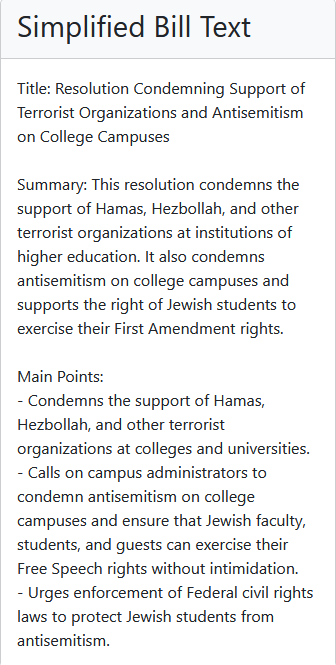 Simplified Bill Text
Title: Resolution Condemning Support of
Terrorist Organizations and Antisemitism
on College Campuses
Summary: This resolution condemns the
support of Hamas, Hezbollah, and other
terrorist organizations at institutions of
higher education. It also condemns
antisemitism on college campuses and
supports the right of Jewish students to
exercise their First Amendment rights.
Main Points:
- Condemns the support of Hamas,
Hezbollah, and other terrorist
organizations at colleges and universities.
- Calls on campus administrators to
condemn antisemitism on college
campuses and ensure that Jewish faculty,
students, and guests can exercise their
Free Speech rights without intimidation.
- Urges enforcement of Federal civil rights
laws to protect Jewish students from
antisemitism.